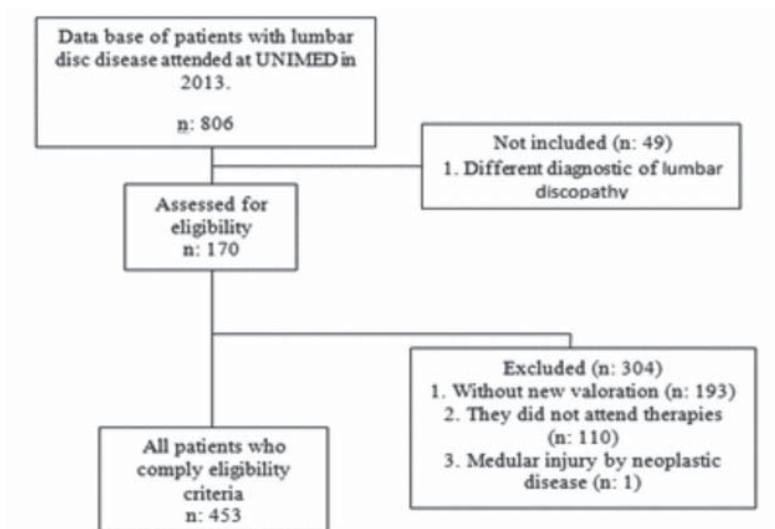 Data base of patients with lumbar
disc disease attended at UNIMED in
2013.
n: 806
Not included (n: 49)
1. Different diagnostic of lumbar
discopathy
Assessed for
eligibility
n: 170
Excluded (n: 304)
1. Without new valoration (n: 193)
2. They did not attend therapies
(n: 110)
3. Medular injury by neoplastic
disease (n: 1)
All patients who
comply eligibility
criteria
n: 453